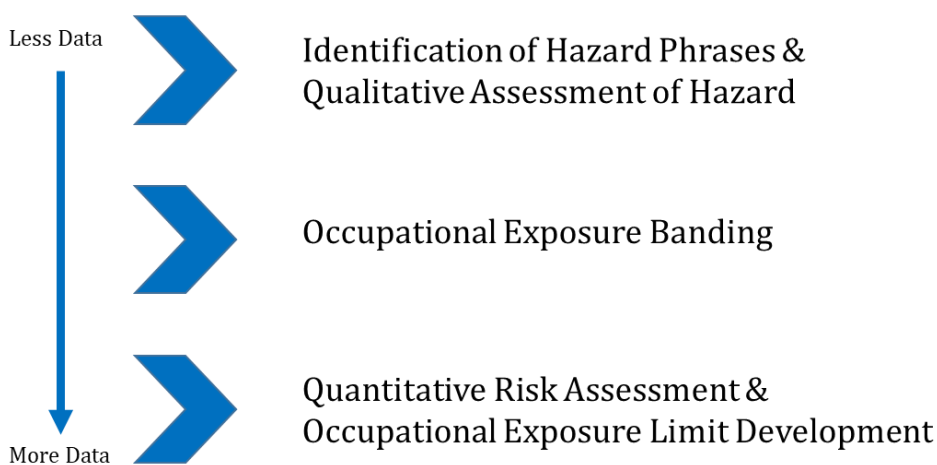 Less Data
Identification of Hazard Phrases &
Qualitative Assessment of Hazard
Occupational Exposure Banding
Quantitative Risk Assessment &
Occupational Exposure Limit Development
More Data